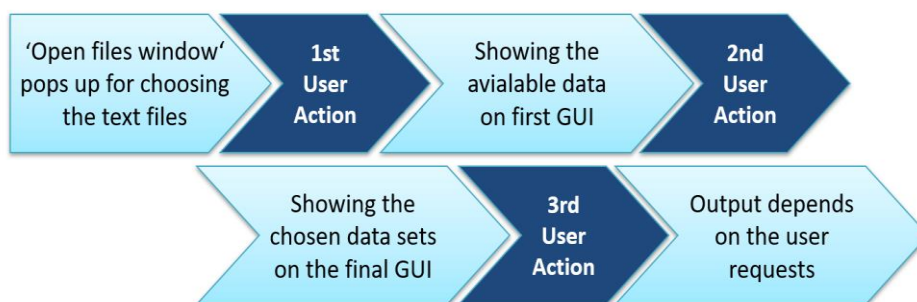 ‘Open files window‘
pops up for choosing
the text files
1st
User
Action
Showing the
avialable data
on first GUI
2nd
User
Action
Showing the
chosen data sets
on the final GUI
3rd
User
Action
Output depends
on the user
requests